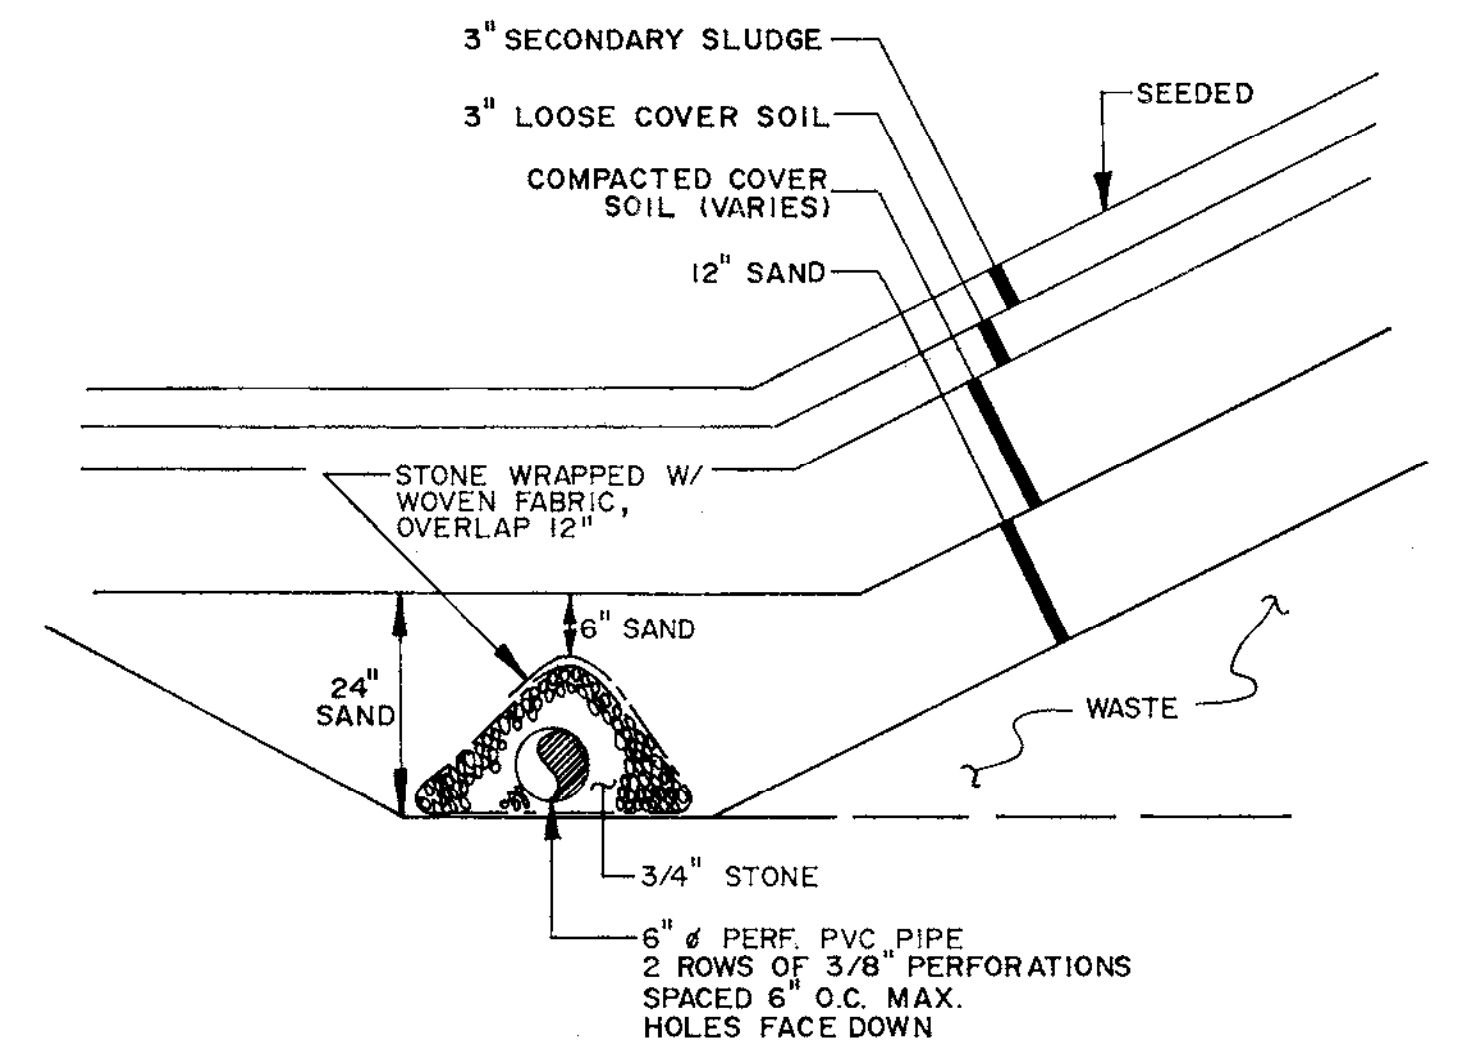 3" SECONDARY SLUDGE
SEEDED
3" LOOSE COVER SOIL
COMPACTED COVER
SOIL (VARIES)
12" SAND
STONE WRAPPED W/
WOVEN FABRIC,
OVERLAP 12"
6" SAND
24"
SAND
WASTE
3/4" STONE
6" ø PERF. PVC PIPE
2 ROWS OF 3/8" PERFORATIONS
SPACED 6" O.C. MAX.
HOLES FACE DOWN